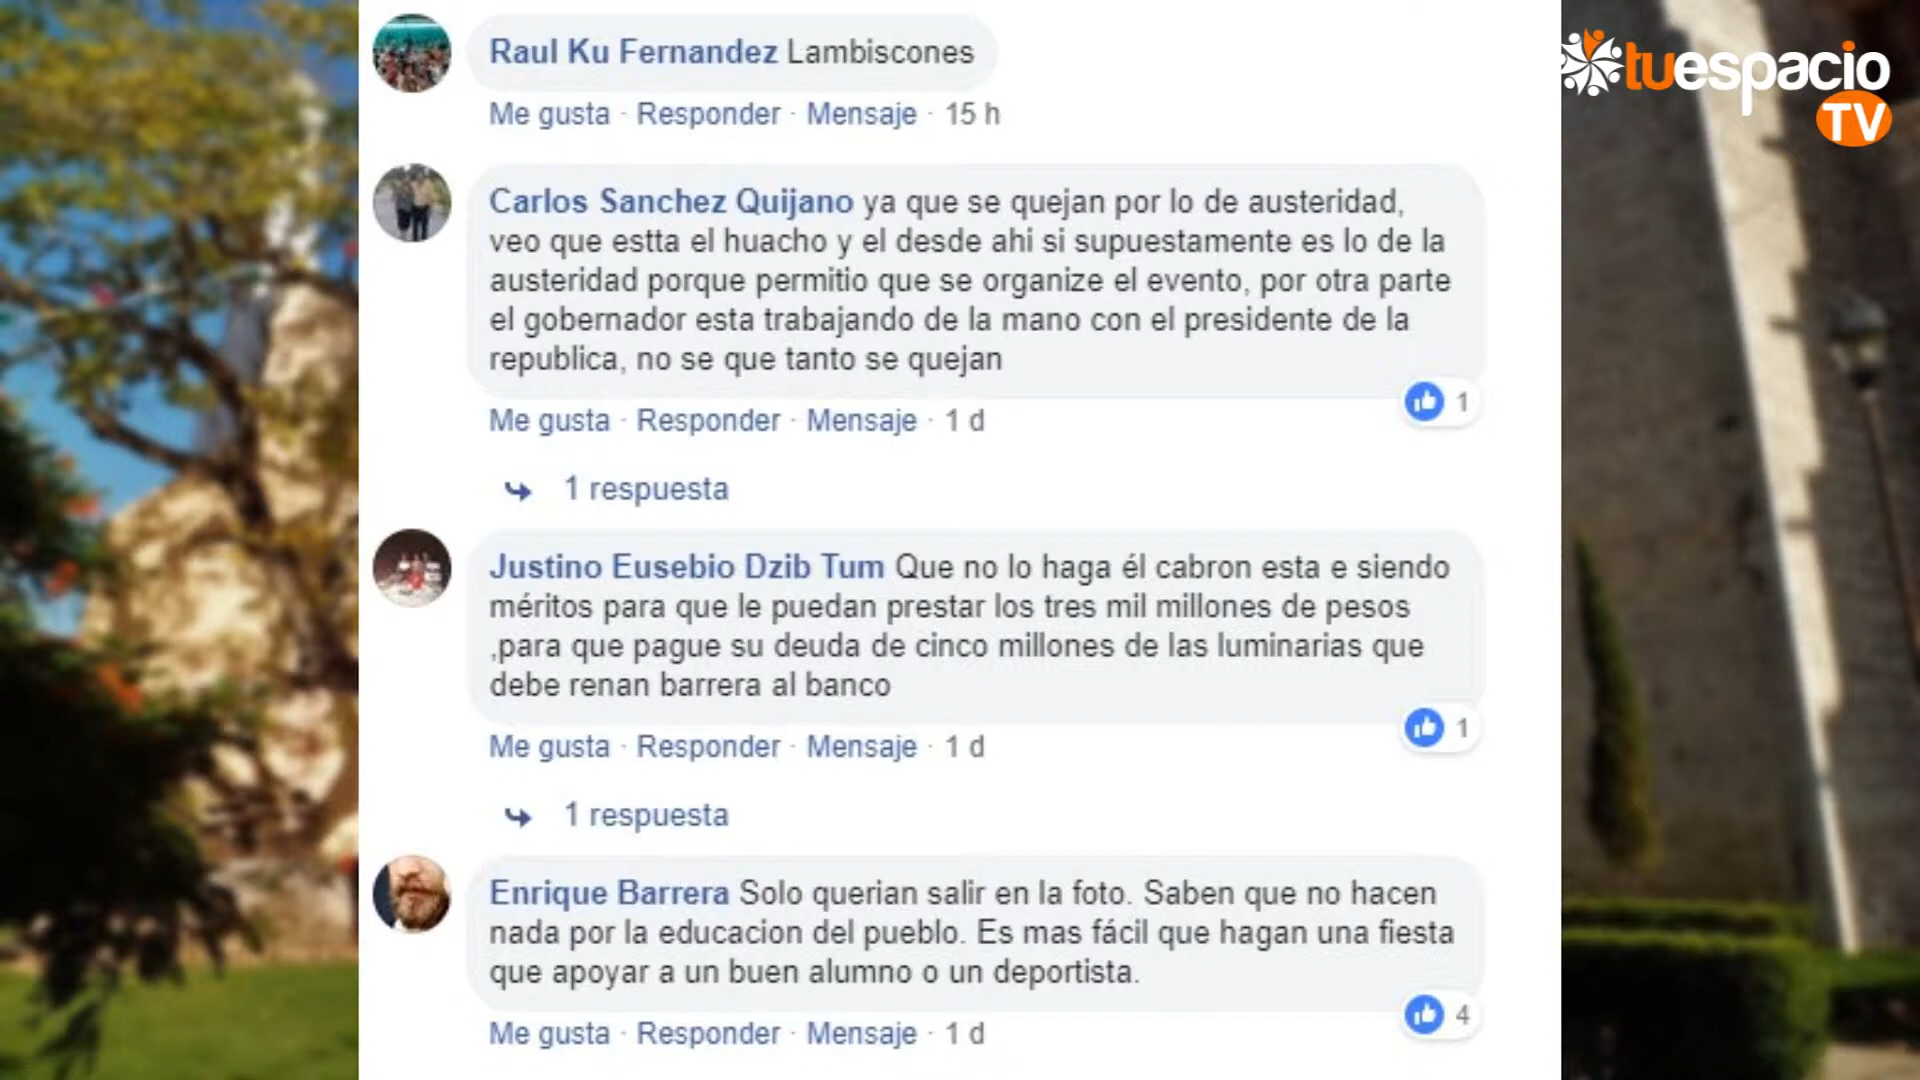 tuespacio
TV
Raul Ku Fernandez Lambiscones
Me gusta · Responder · Mensaje · 15 h
Carlos Sanchez Quijano ya que se quejan por lo de austeridad,
veo que estta el huacho y el desde ahi si supuestamente es lo de la
austeridad porque permitio que se organize el evento, por otra parte
el gobernador esta trabajando de la mano con el presidente de la
republica, no se que tanto se quejan
1
Me gusta · Responder · Mensaje · 1 d
1 respuesta
Justino Eusebio Dzib Tum Que no lo haga él cabron esta e siendo
méritos para que le puedan prestar los tres mil millones de pesos
,para que pague su deuda de cinco millones de las luminarias que
debe renan barrera al banco
1
Me gusta · Responder · Mensaje · 1 d
1 respuesta
Enrique Barrera Solo querian salir en la foto. Saben que no hacen
nada por la educacion del pueblo. Es mas fácil que hagan una fiesta
que apoyar a un buen alumno o un deportista.
4
Me gusta · Responder · Mensaje · 1 d